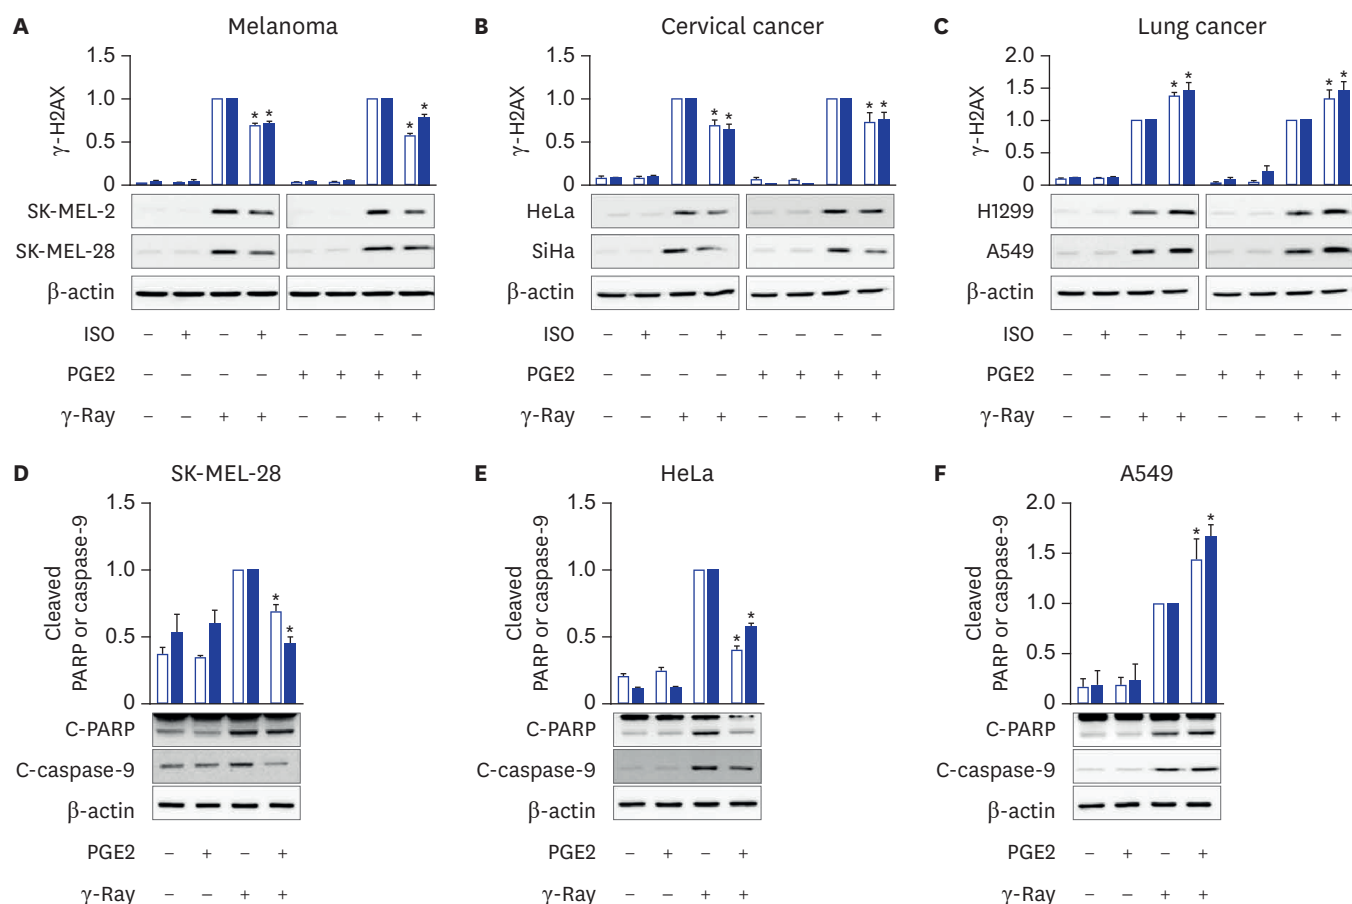 A Melanoma
1.5
1.0
0.5
0
γ-H2AX
* * * *
SK-MEL-2
SK-MEL-28
β-actin
ISO – + – + – – – –
PGE2 – – – – + + + +
γ-Ray – – + + – – + +
B Cervical cancer
1.5
1.0
0.5
0
γ-H2AX
* * * *
HeLa
SiHa
β-actin
ISO – + – + – – – –
PGE2 – – – – + + + +
γ-Ray – – + + – – + +
C Lung cancer
2.0
1.5
1.0
0.5
0
γ-H2AX
* * * *
H1299
A549
β-actin
ISO – + – + – – – –
PGE2 – – – – + + + +
γ-Ray – – + + – – + +
D SK-MEL-28
1.5
1.0
0.5
0
Cleaved
PARP or caspase-9
* *
C-PARP
C-caspase-9
β-actin
PGE2 – + – +
γ-Ray – – + +
E HeLa
1.5
1.0
0.5
0
Cleaved
PARP or caspase-9
* *
C-PARP
C-caspase-9
β-actin
PGE2 – + – +
γ-Ray – – + +
F A549
2.0
1.5
1.0
0.5
0
Cleaved
PARP or caspase-9
* *
C-PARP
C-caspase-9
β-actin
PGE2 – + – +
γ-Ray – – + +